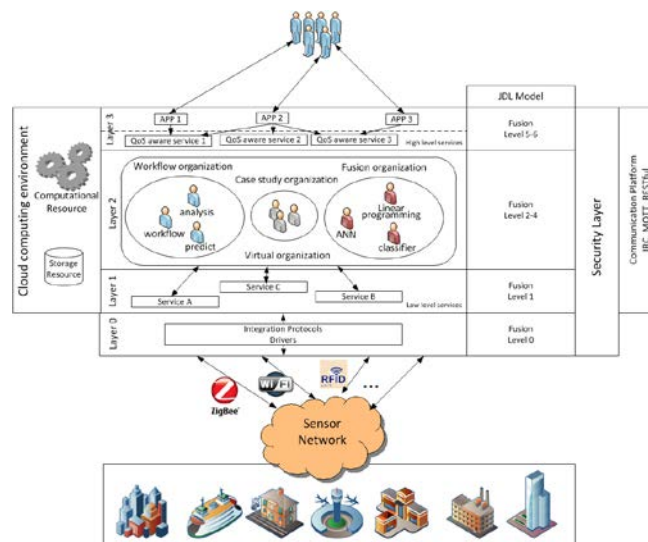 JDL Model
Layer 3
APP 1
APP 2
APP 3
QoS aware service 1
QoS aware service 2
QoS aware service 3
High level services
Fusion
Level 5-6
Cloud computing environment
Computational
Resource
Storage
Resource
Layer 2
Workflow organization
Case study organization
Fusion organization
analysis
workflow
predict
Linear
programming
ANN
classifier
Virtual organization
Fusion
Level 2-4
Layer 1
Service A
Service C
Service B
Low level services
Fusion
Level 1
Layer 0
Integration Protocols
Drivers
Fusion
Level 0
Security Layer
Communication Platform
ZigBee
Wi Fi
RFID
...
Sensor
Network